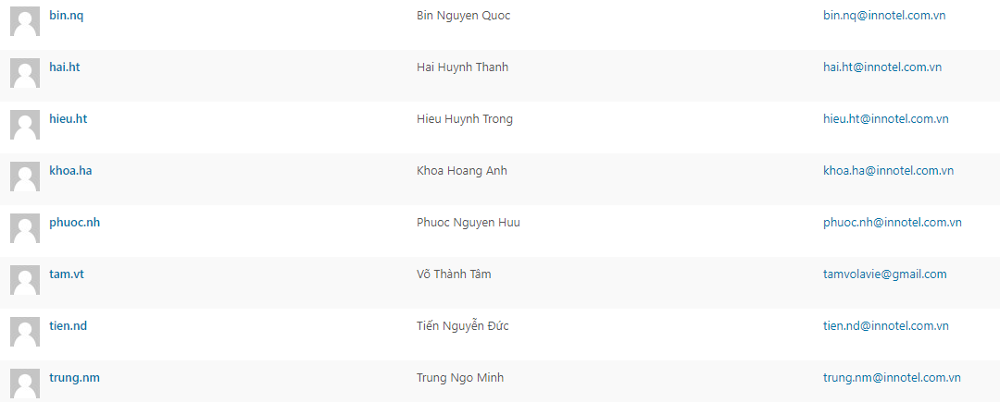 bin.nq Bin Nguyen Quoc bin.nq@innotel.com.vn
hai.ht Hai Huynh Thanh hai.ht@innotel.com.vn
hieu.ht Hieu Huynh Trong hieu.ht@innotel.com.vn
khoa.ha Khoa Hoang Anh khoa.ha@innotel.com.vn
phuoc.nh Phuoc Nguyen Huu phuoc.nh@innotel.com.vn
tam.vt Võ Thành Tâm tamvolavie@gmail.com
tien.nd Tiến Nguyễn Đức tien.nd@innotel.com.vn
trung.nm Trung Ngo Minh trung.nm@innotel.com.vn